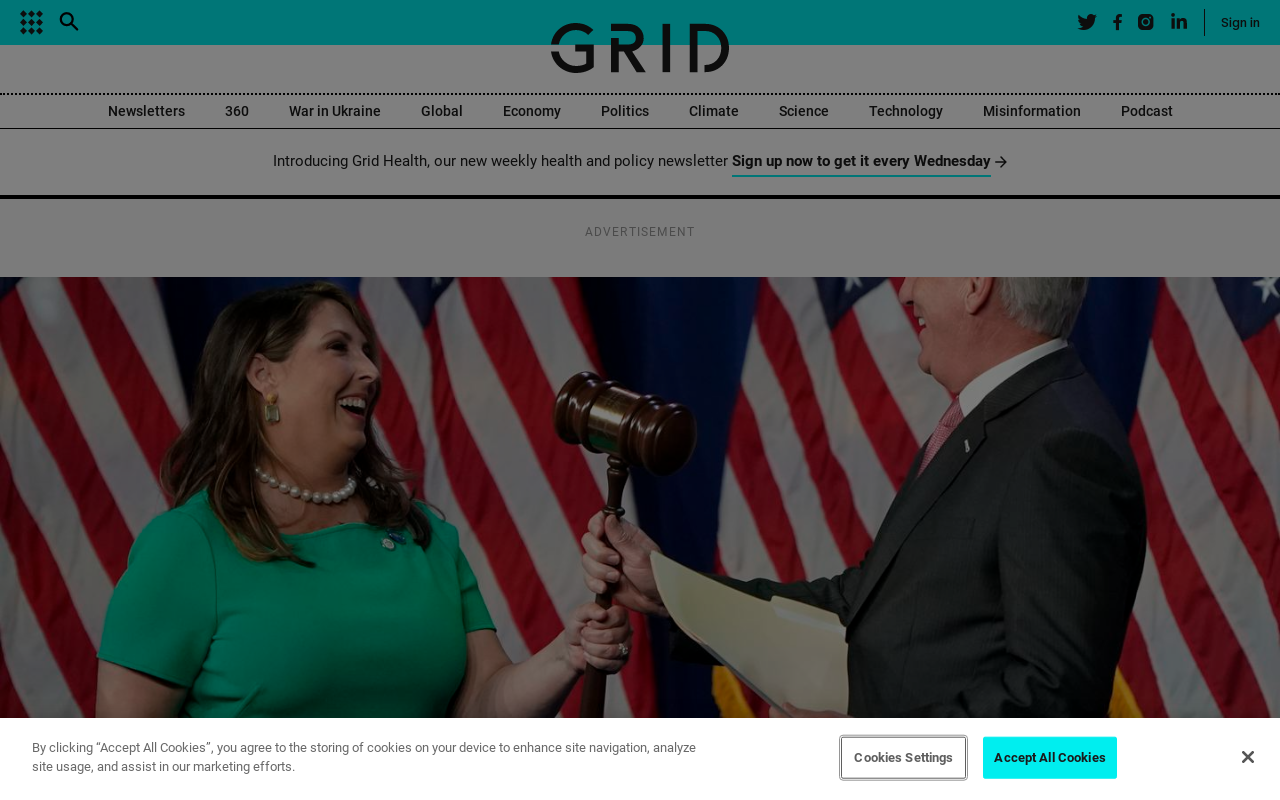 Sign in
GRID
Newsletters 360 War in Ukraine Global Economy Politics Climate Science Technology Misinformation Podcast
Introducing Grid Health, our new weekly health and policy newsletter Sign up now to get it every Wednesday
ADVERTISEMENT
By clicking “Accept All Cookies”, you agree to the storing of cookies on your device to enhance site navigation, analyze
site usage, and assist in our marketing efforts.
Cookies Settings
Accept All Cookies